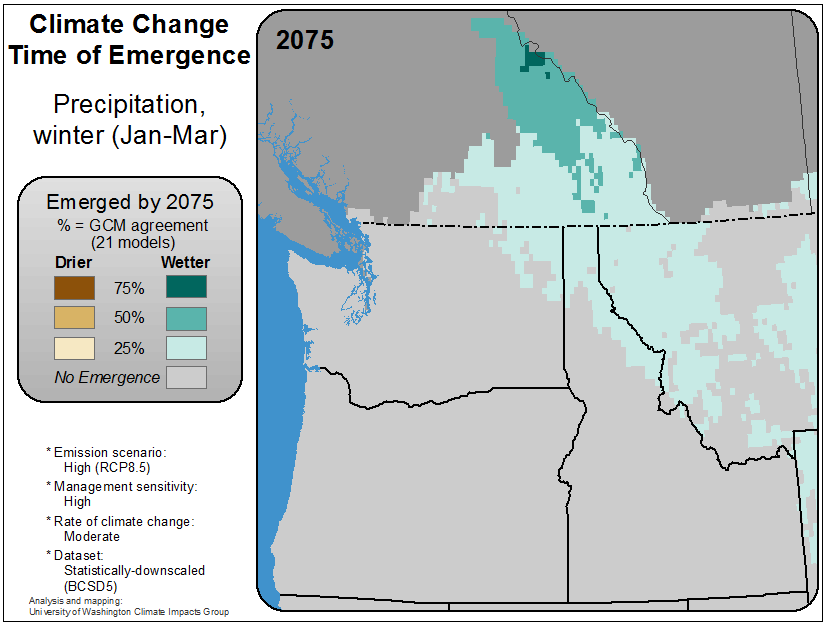 Climate Change
Time of Emergence
Precipitation,
winter (Jan-Mar)
Emerged by 2075
% = GCM agreement
(21 models)
Drier Wetter
75%
50%
25%
No Emergence
* Emission scenario:
High (RCP8.5)
* Management sensitivity:
High
* Rate of climate change:
Moderate
* Dataset:
Statistically-downscaled
(BCSD5)
Analysis and mapping:
University of Washington Climate Impacts Group
2075